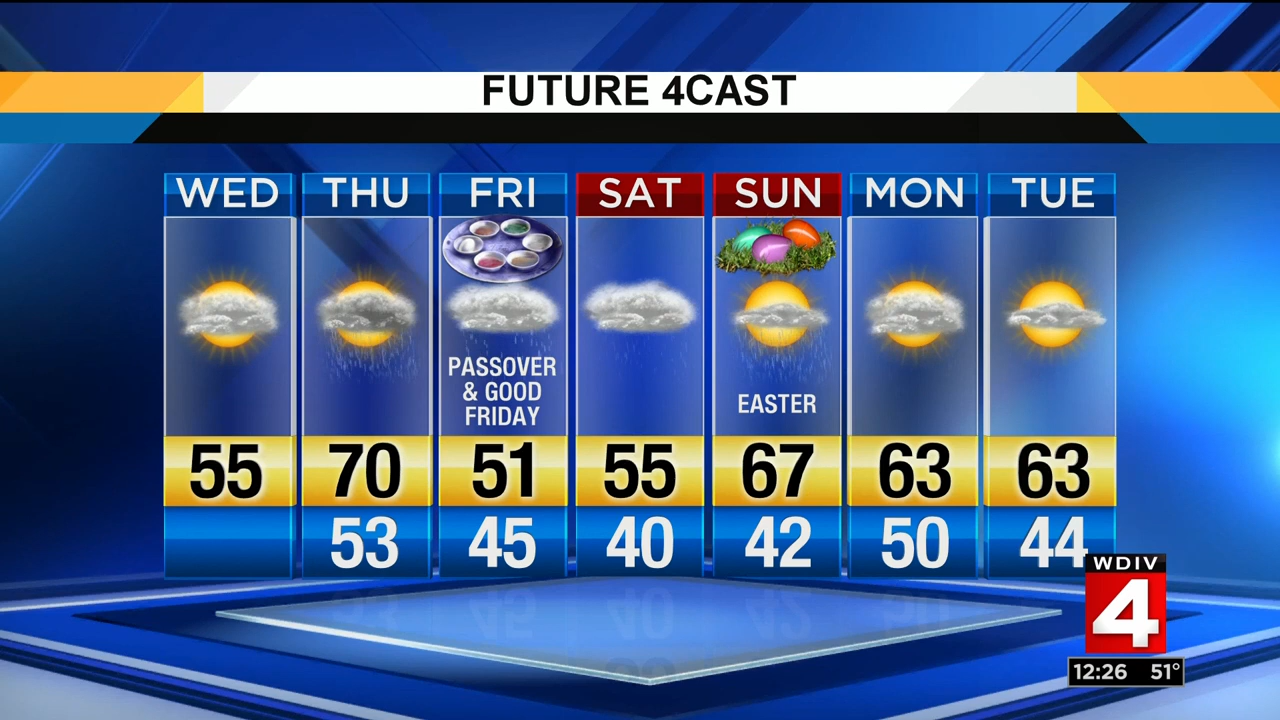 FUTURE 4CAST
WED THU FRI SAT SUN MON TUE
PASSOVER
& GOOD
FRIDAY
EASTER
55 70 51 55 67 63 63
53 45 40 42 50 44
WDIV
4
12:26 51°